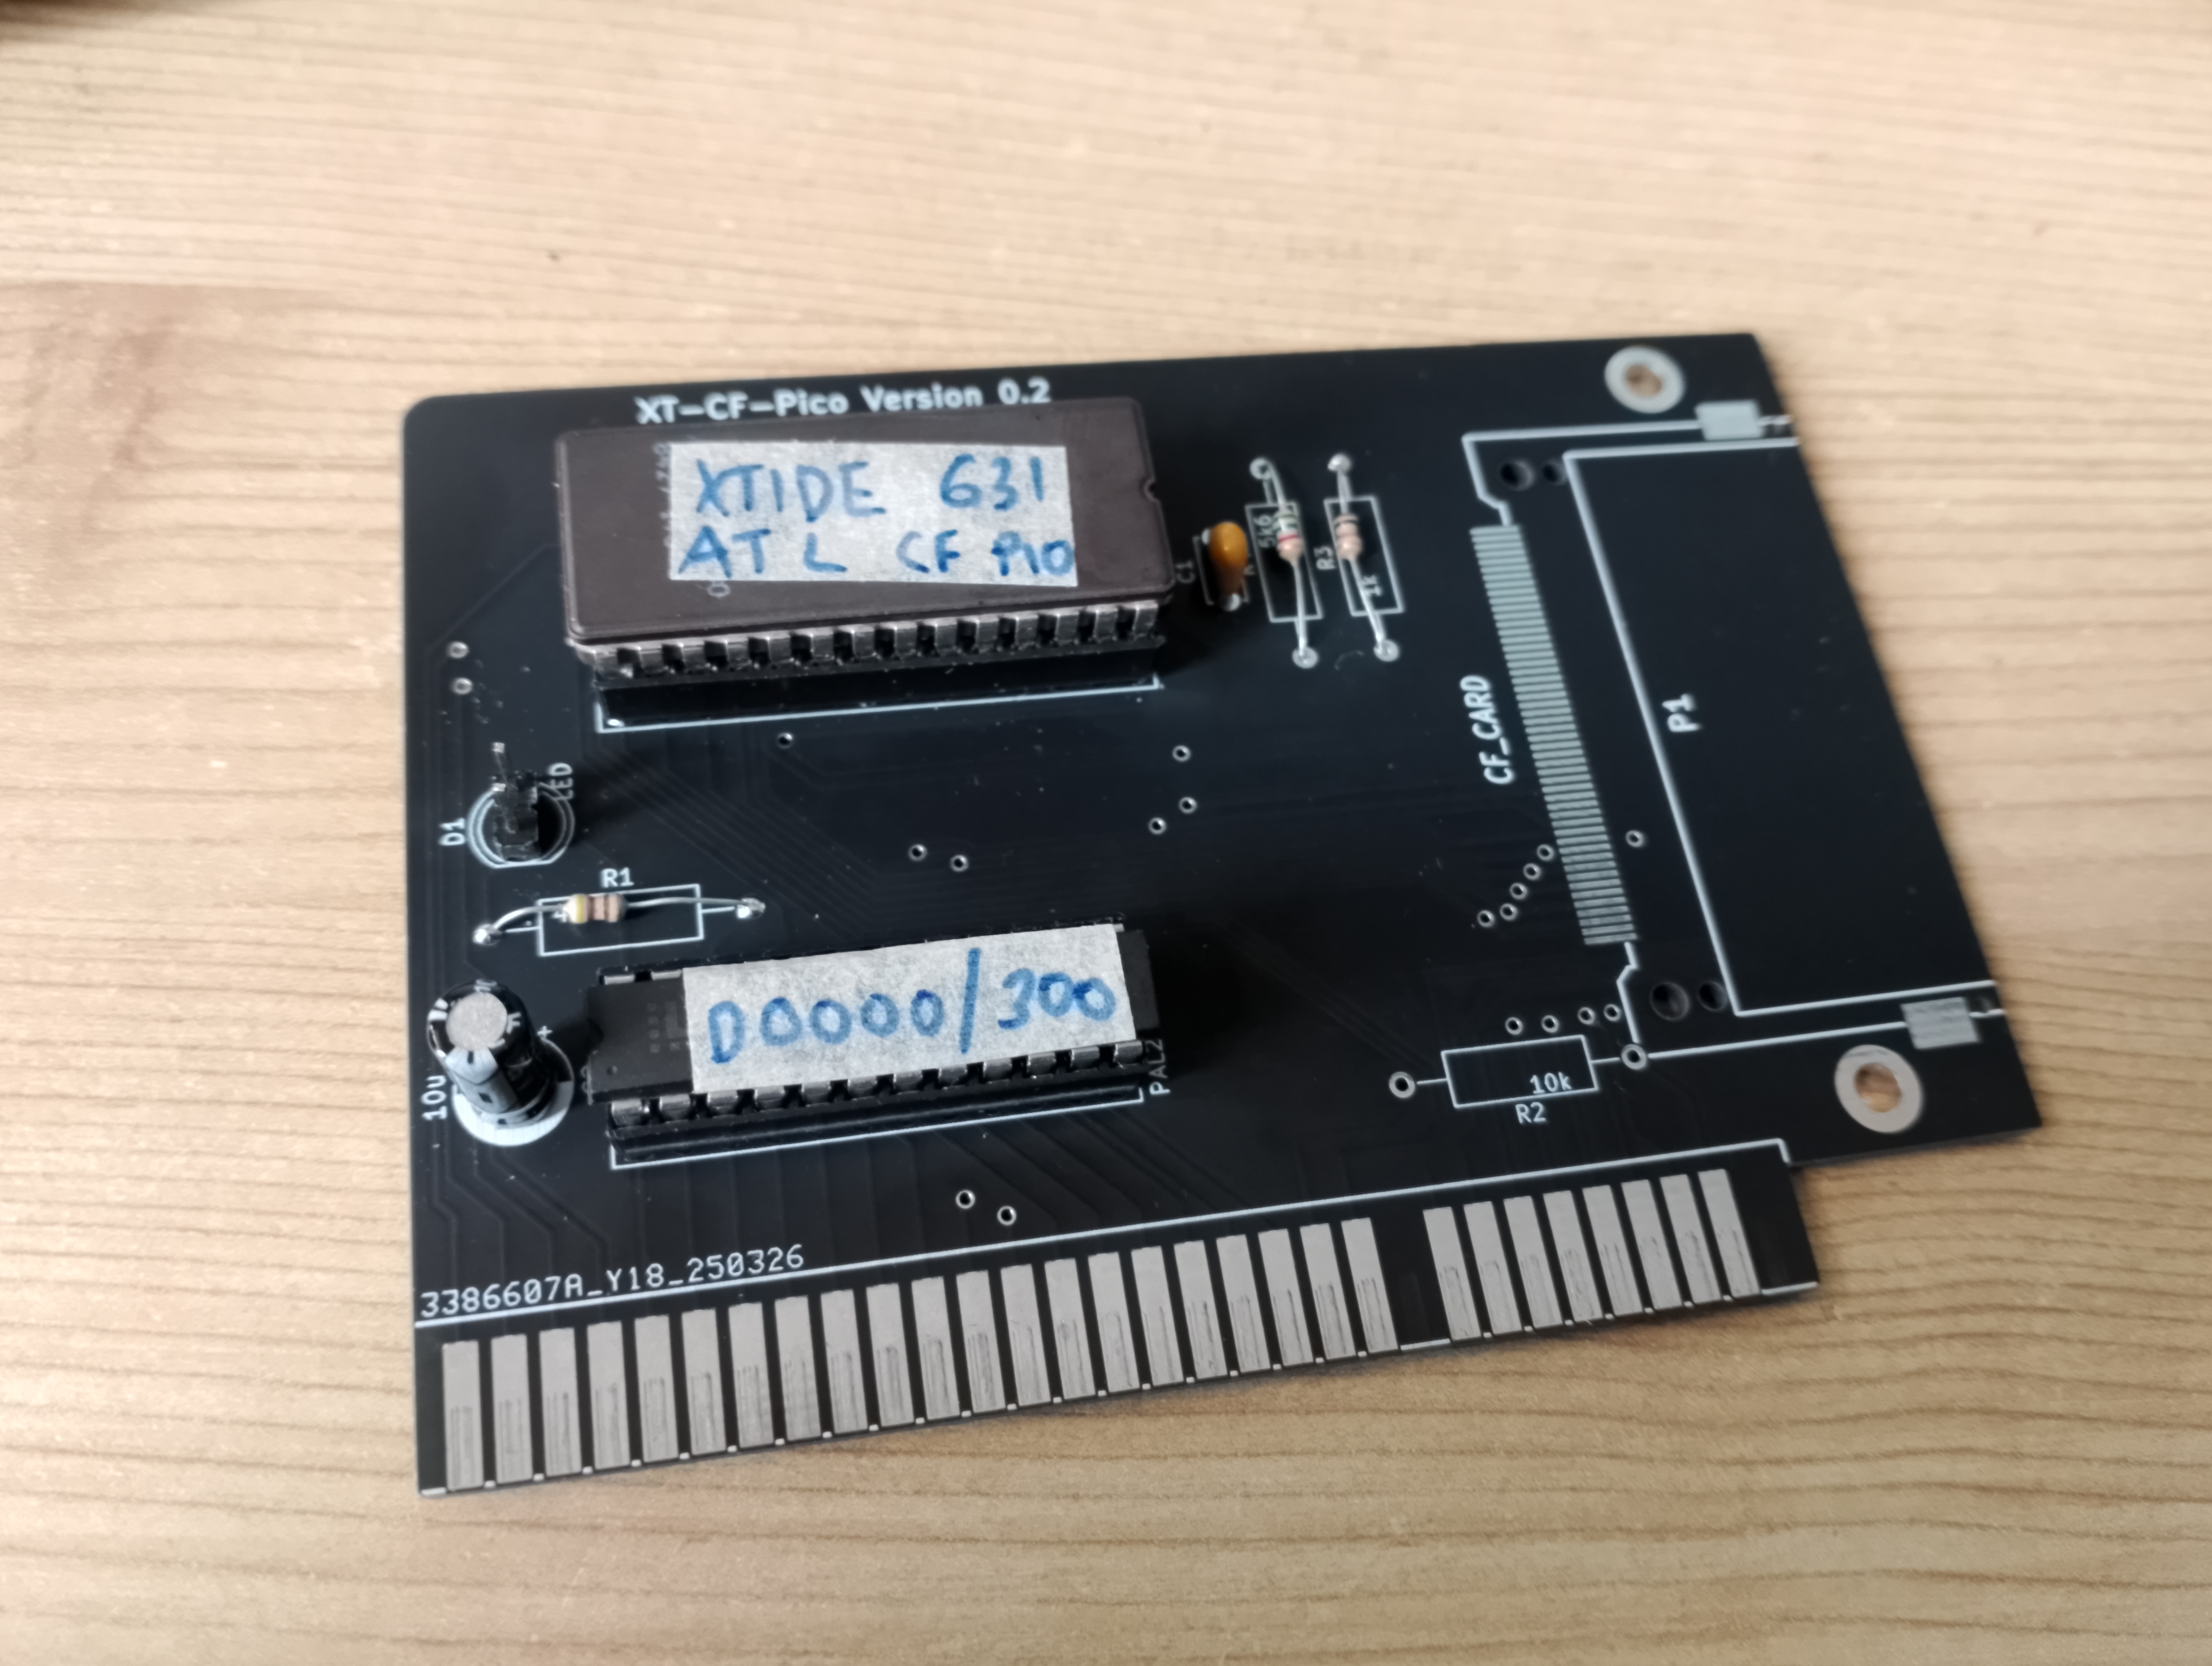 XT-CF-Pico Version 0.2
XTIDE 631
AT L CF PIO
C1
5k6
R3
1k
CF_CARD
P1
LED
D1
R1
D0000/300
PAL2
10u
+
10k
R2
3386607A_Y18_250326